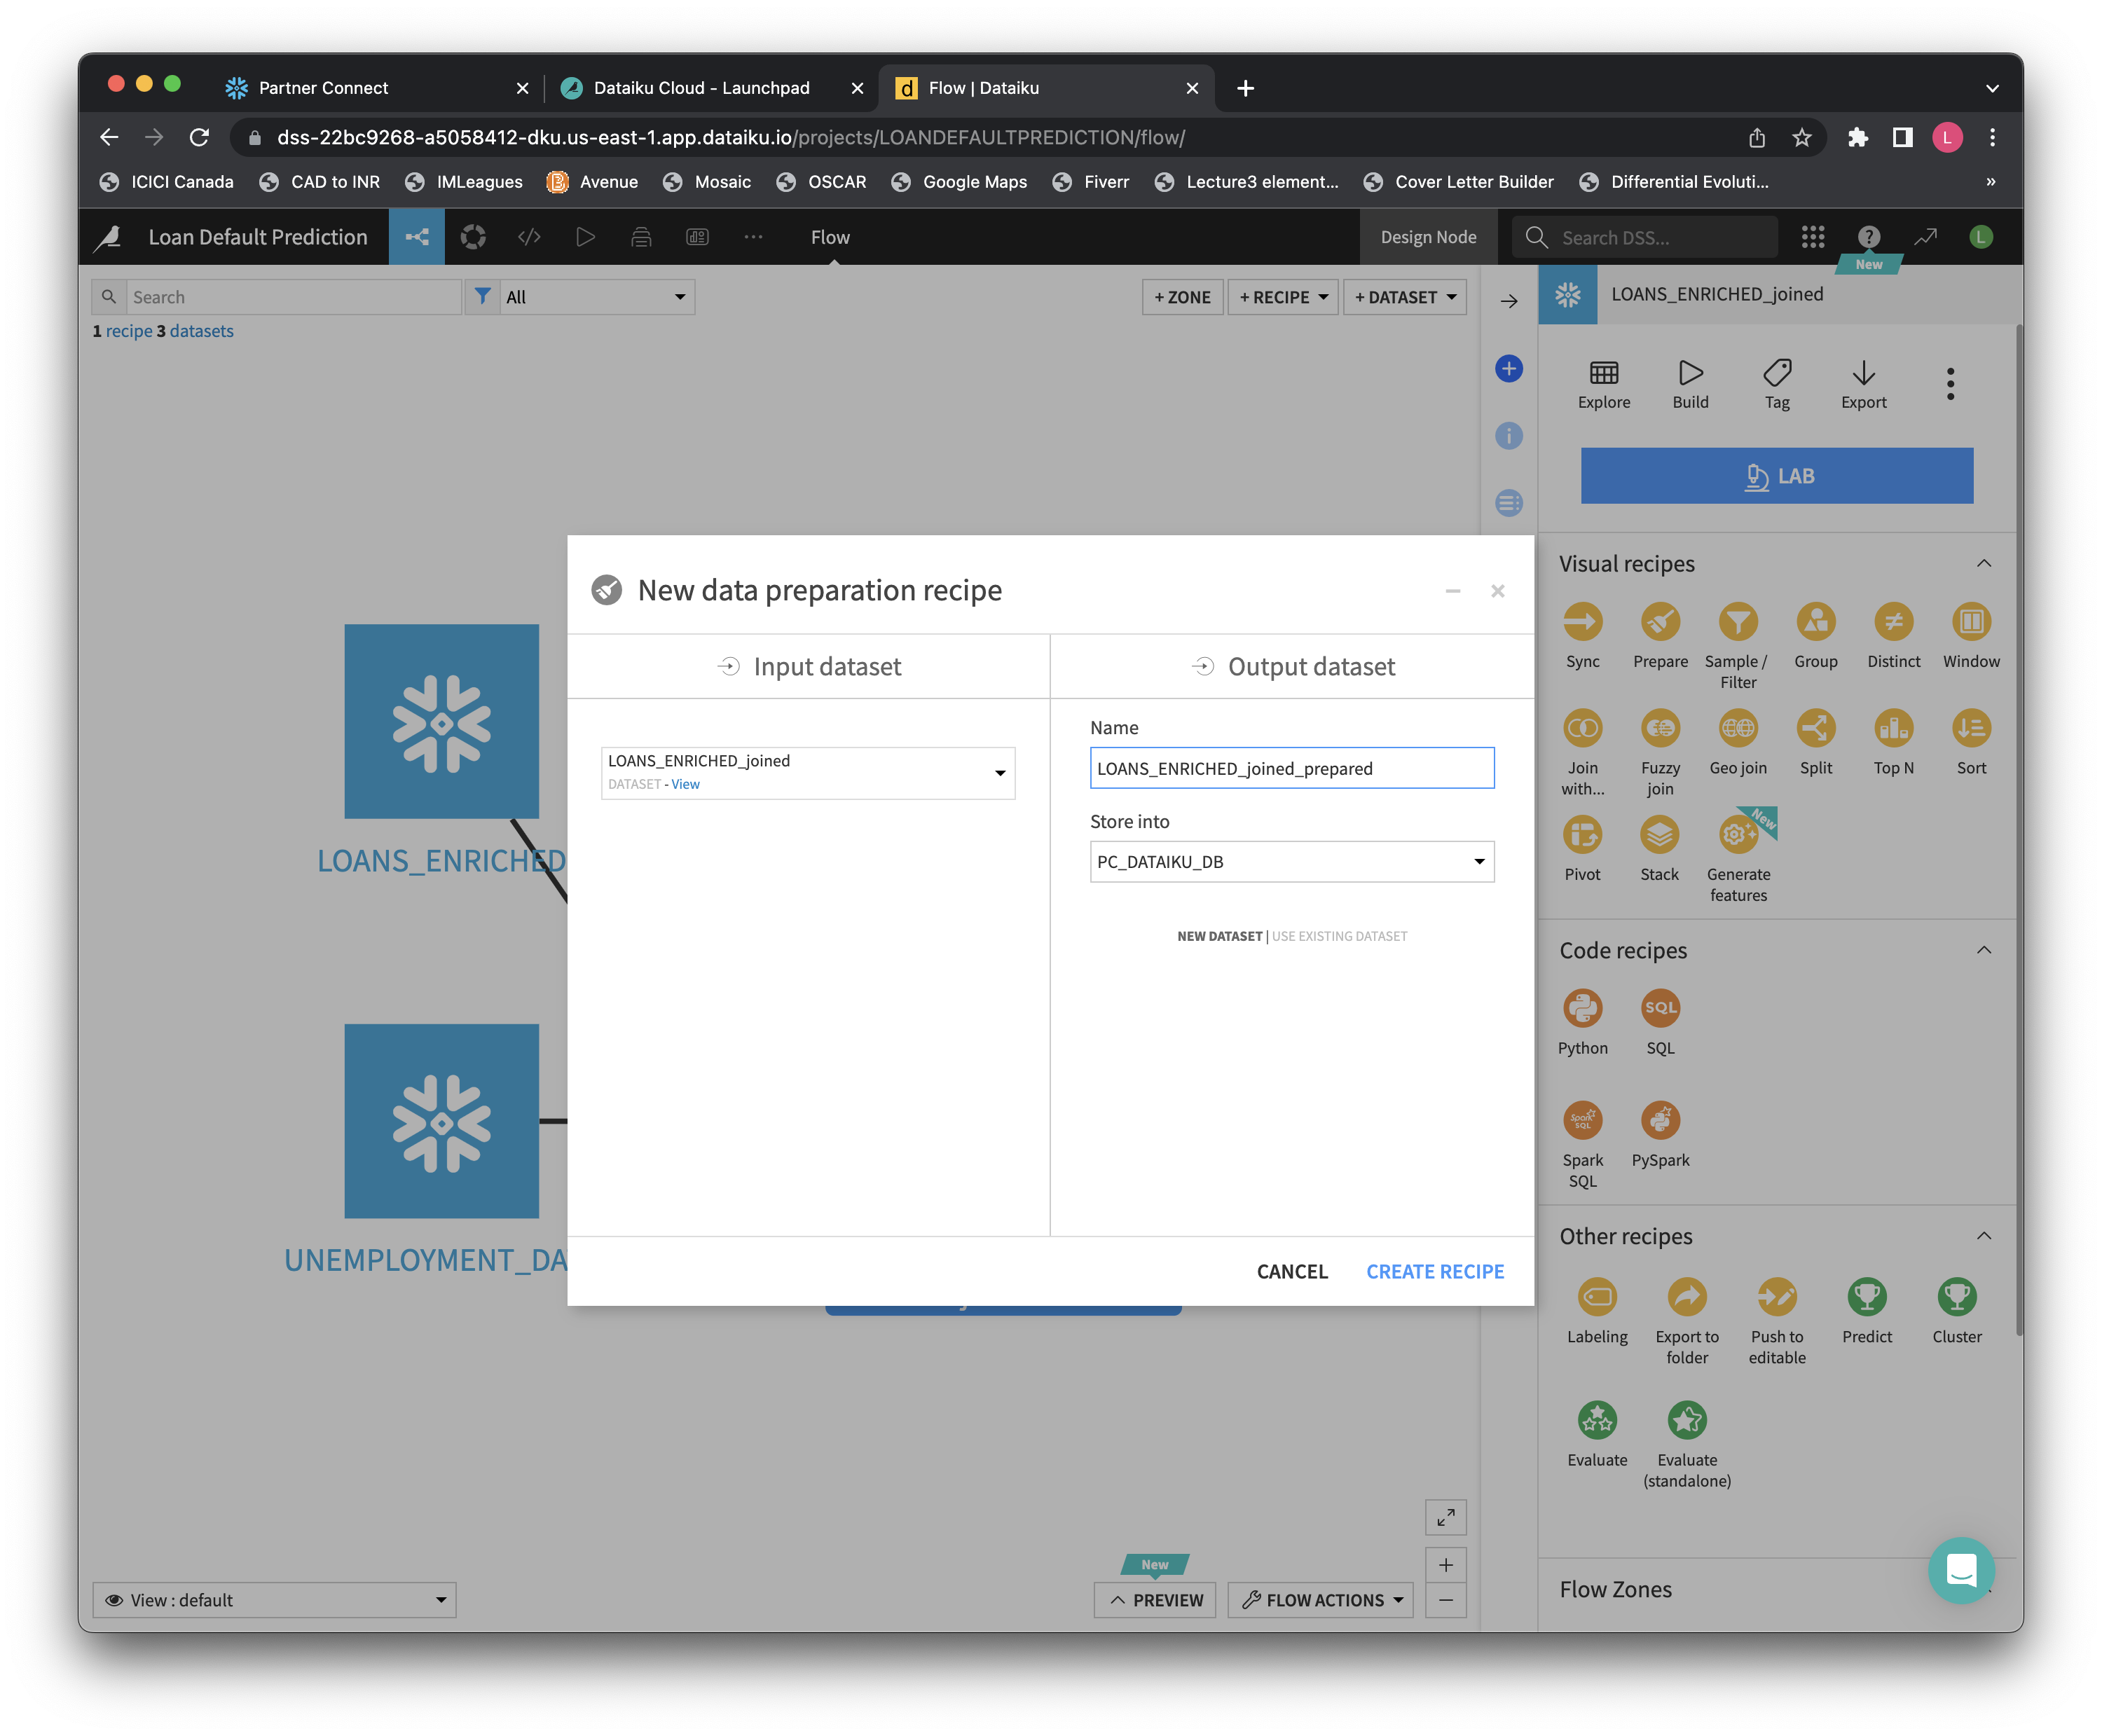 Partner Connect
Dataiku Cloud - Launchpad
Flow | Dataiku
dss-22bc9268-a5058412-dku.us-east-1.app.dataiku.io/projects/LOANDEFAULTPREDICTION/flow/
L
ICICI Canada
CAD to INR
IMLeagues
Avenue
Mosaic
OSCAR
Google Maps
Fiverr
Lecture3 element...
Cover Letter Builder
Differential Evoluti...
»
Loan Default Prediction
Flow
Design Node
Search DSS...
L
New
Search
All
+ ZONE
+ RECIPE
+ DATASET
1 recipe 3 datasets
LOANS_ENRICHED_joined
Explore
Build
Tag
Export
LAB
New data preparation recipe
Input dataset
Output dataset
LOANS_ENRICHED_joined
DATASET - View
Name
LOANS_ENRICHED_joined_prepared
Store into
PC_DATAIKU_DB
NEW DATASET | USE EXISTING DATASET
CANCEL
CREATE RECIPE
LOANS_ENRICHED
UNEMPLOYMENT_DA
Visual recipes
Sync
Prepare
Sample /
Filter
Group
Distinct
Window
Join
with...
Fuzzy
join
Geo join
Split
Top N
Sort
Pivot
Stack
New
Generate
features
Code recipes
Python
SQL
SQL
Spark
SQL
Spark
SQL
PySpark
Other recipes
Labeling
Export to
folder
Push to
editable
Predict
Cluster
Evaluate
Evaluate
(standalone)
Flow Zones
View : default
New
PREVIEW
FLOW ACTIONS